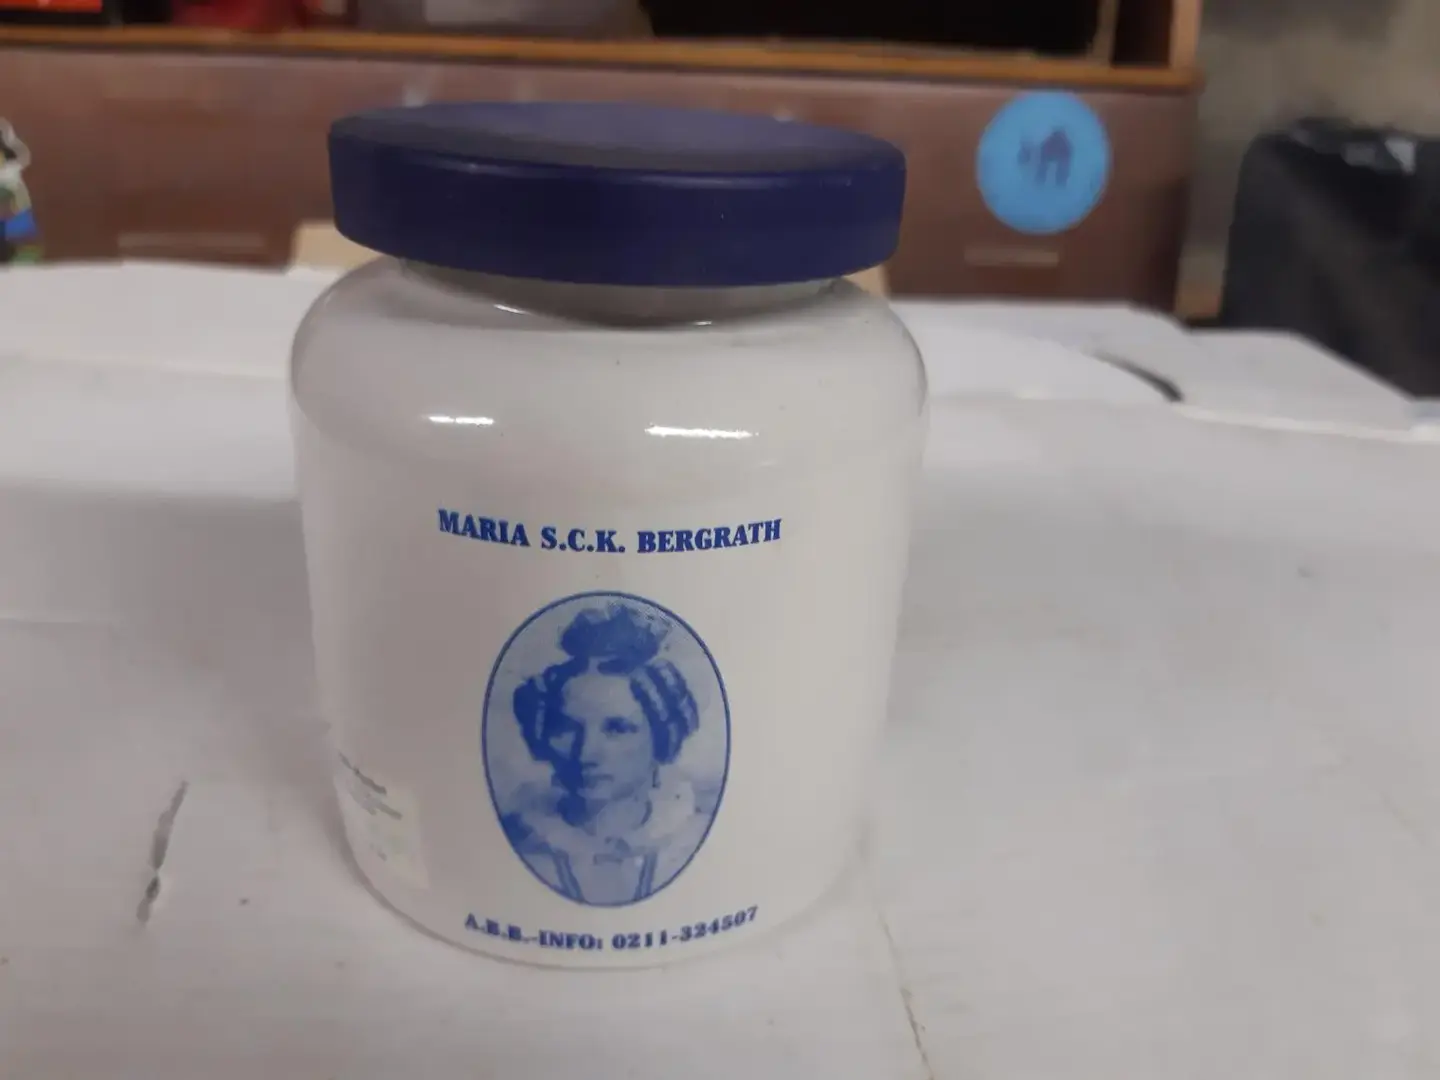 MARIA S.C.K. BERGRATH
A.B.B.-INFO: 0211-324507